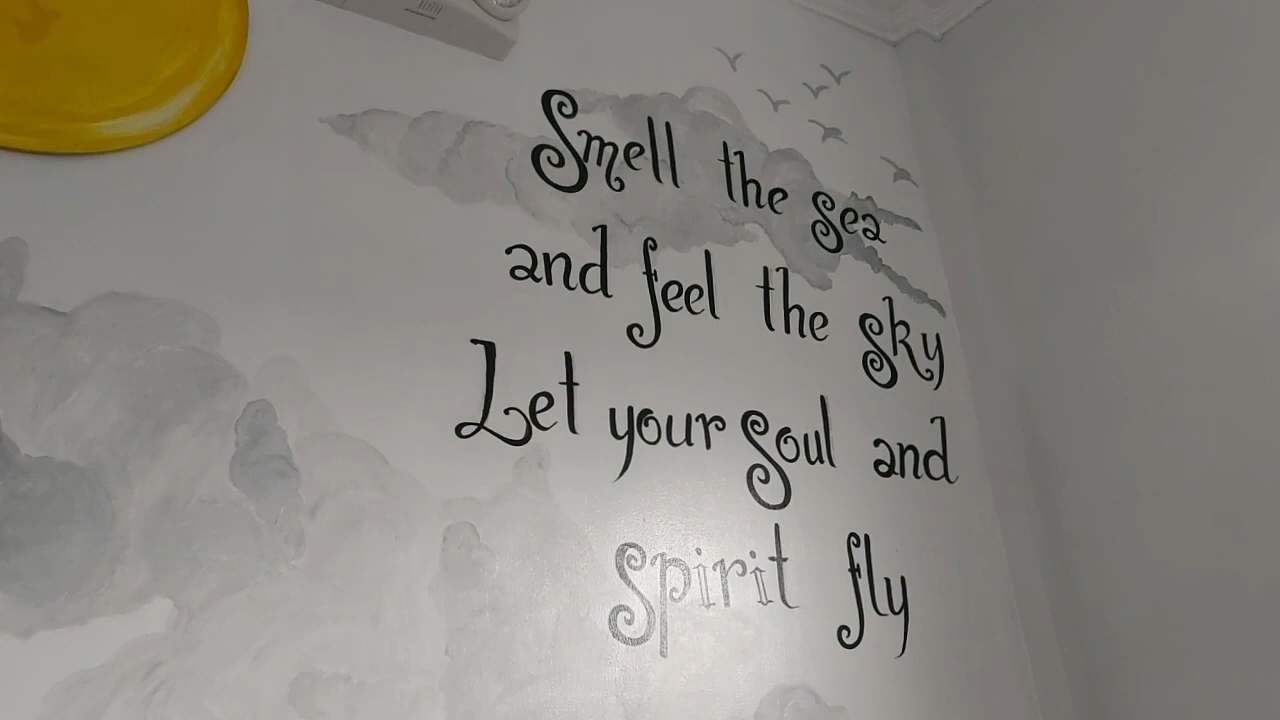 Smell the sea
and feel the sky
Let your soul and
spirit fly